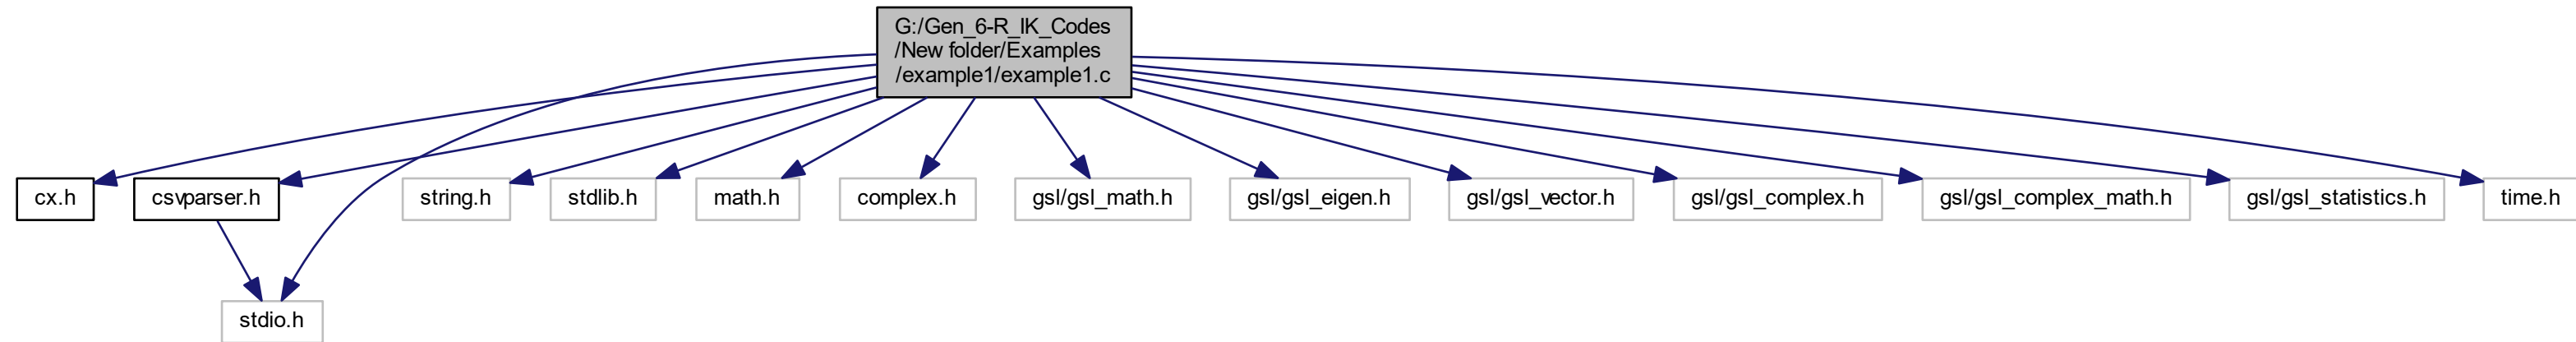 G:/Gen_6-R_IK_Codes
/New folder/Examples
/example1/example1.c
cx.h
csvparser.h
string.h
stdlib.h
math.h
complex.h
gsl/gsl_math.h
gsl/gsl_eigen.h
gsl/gsl_vector.h
gsl/gsl_complex.h
gsl/gsl_complex_math.h
gsl/gsl_statistics.h
time.h
stdio.h